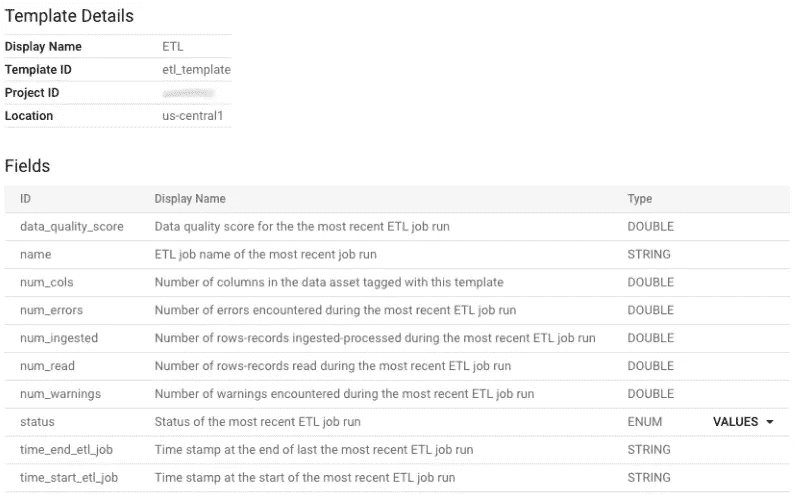 Template Details
Display Name ETL
Template ID etl_template
Project ID
Location us-central1
Fields
ID Display Name Type
data_quality_score Data quality score for the the most recent ETL job run DOUBLE
name ETL job name of the most recent job run STRING
num_cols Number of columns in the data asset tagged with this template DOUBLE
num_errors Number of errors encountered during the most recent ETL job run DOUBLE
num_ingested Number of rows-records ingested-processed during the most recent ETL job run DOUBLE
num_read Number of rows-records read during the most recent ETL job run DOUBLE
num_warnings Number of warnings encountered during the most recent ETL job run DOUBLE
status Status of the most recent ETL job run ENUM VALUES
time_end_etl_job Time stamp at the end of last the most recent ETL job run STRING
time_start_etl_job Time stamp at the start of the most recent ETL job run STRING